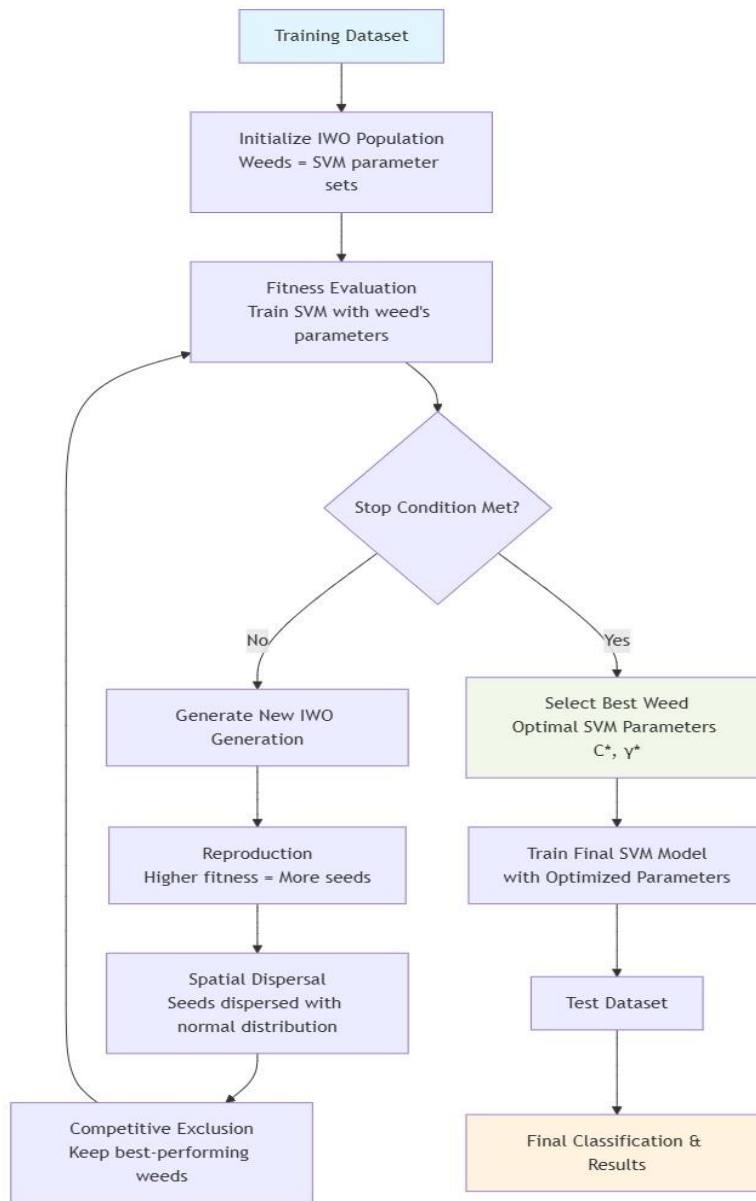 Training Dataset
Initialize IWO Population
Weeds = SVM parameter
sets
Fitness Evaluation
Train SVM with weed's
parameters
Stop Condition Met?
No
Yes
Generate New IWO
Generation
Select Best Weed
Optimal SVM Parameters
C*, γ*
Reproduction
Higher fitness = More seeds
Train Final SVM Model
with Optimized Parameters
Spatial Dispersal
Seeds dispersed with
normal distribution
Test Dataset
Competitive Exclusion
Keep best-performing
weeds
Final Classification &
Results